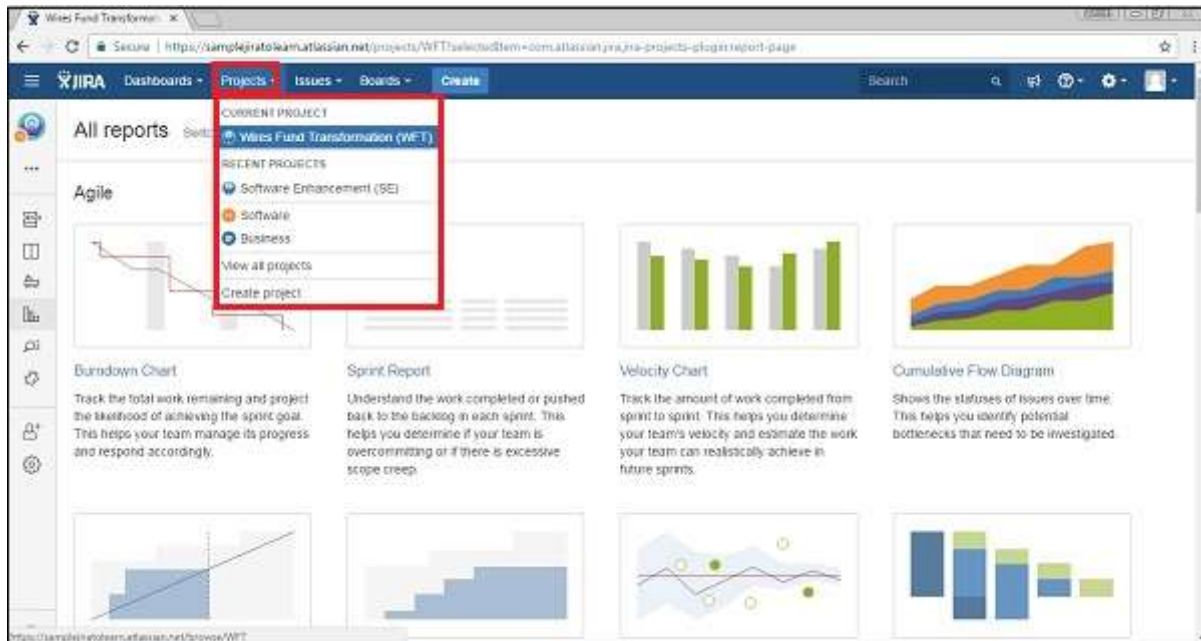 Wires Fund Transformati
Secure | https://samplejiratolearn.atlassian.net/projects/WFT?selectedItem=com.atlassian.jira.jira-projects-plugin:report-page
JIRA Dashboards Projects Issues Boards Create Search
All reports
CURRENT PROJECT
Wires Fund Transformation (WFT)
RECENT PROJECTS
Software Enhancement (SE)
Software
Business
View all projects
Create project
Agile
Burndown Chart
Track the total work remaining and project
the likelihood of achieving the sprint goal.
This helps your team manage its progress
and respond accordingly.
Sprint Report
Understand the work completed or pushed
back to the backlog in each sprint. This
helps you determine if your team is
overcommitting or if there is excessive
scope creep.
Velocity Chart
Track the amount of work completed from
sprint to sprint. This helps you determine
your team's velocity and estimate the work
your team can realistically achieve in
future sprints.
Cumulative Flow Diagram
Shows the statuses of issues over time.
This helps you identify potential
bottlenecks that need to be investigated.
https://samplejiratolearn.atlassian.net/browse/WFT